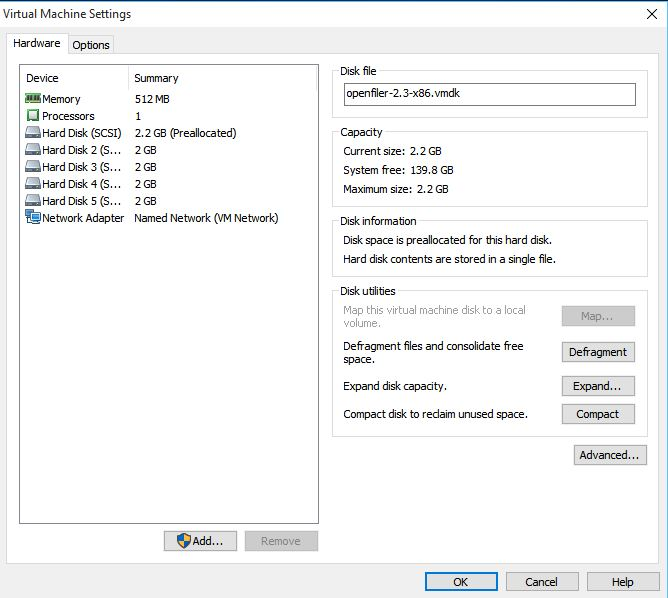 Virtual Machine Settings
Hardware
Options
Device Summary
Memory 512 MB
Processors 1
Hard Disk (SCSI) 2.2 GB (Preallocated)
Hard Disk 2 (S... 2 GB
Hard Disk 3 (S... 2 GB
Hard Disk 4 (S... 2 GB
Hard Disk 5 (S... 2 GB
Network Adapter Named Network (VM Network)
Add...
Remove
Disk file
openfiler-2.3-x86.vmdk
Capacity
Current size: 2.2 GB
System free: 139.8 GB
Maximum size: 2.2 GB
Disk information
Disk space is preallocated for this hard disk.
Hard disk contents are stored in a single file.
Disk utilities
Map this virtual machine disk to a local
volume.
Map...
Defragment files and consolidate free
space.
Defragment
Expand disk capacity.
Expand...
Compact disk to reclaim unused space.
Compact
Advanced...
OK
Cancel
Help